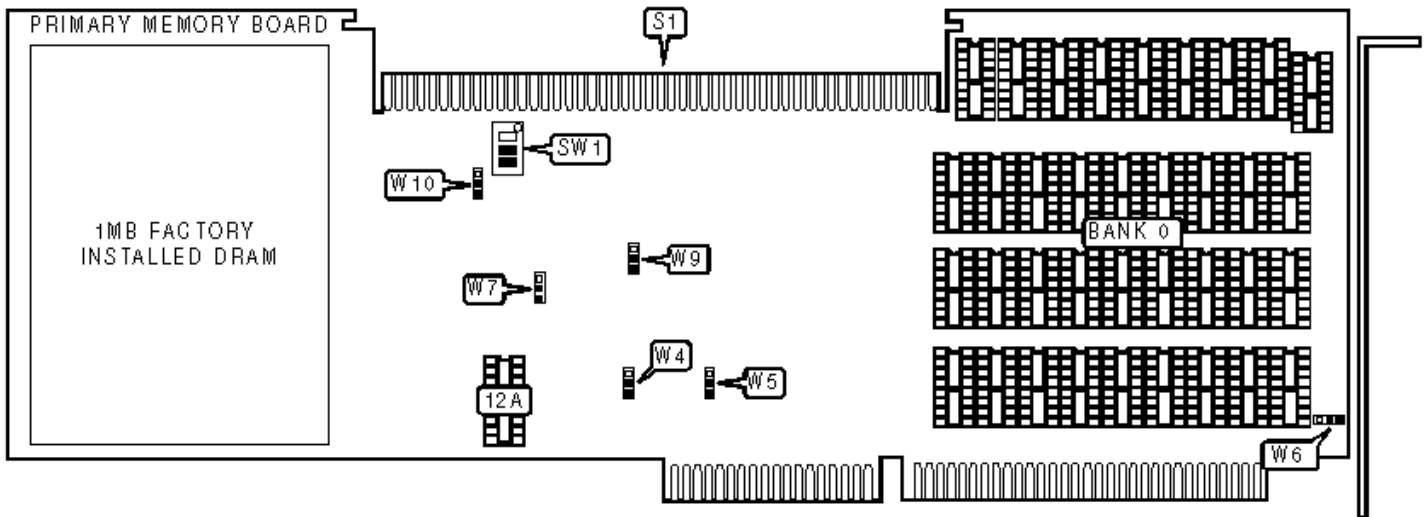 PRIMARY MEMORY BOARD
S1
SW1
W10
1MB FACTORY
INSTALLED DRAM
BANK 0
W9
W7
W4
W5
12A
W6